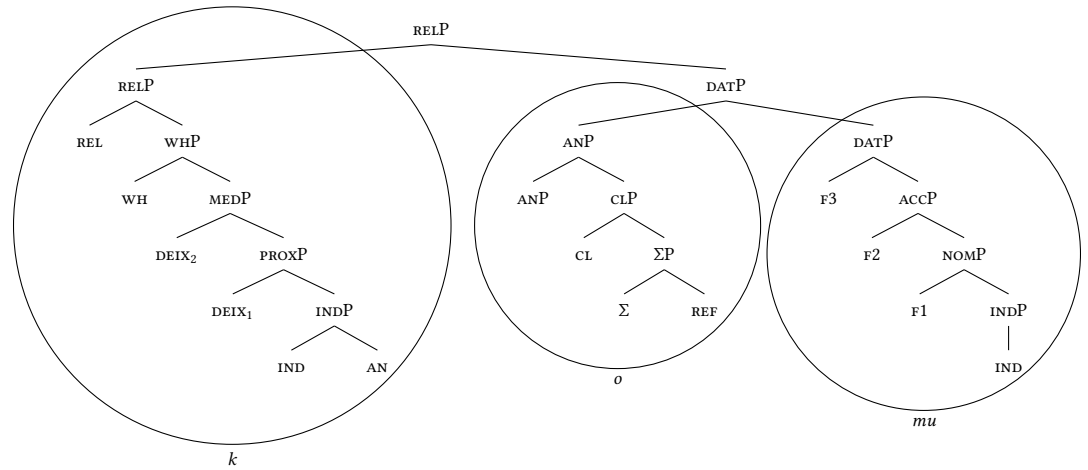 RELP
RELP DATP
REL WHP ANP DATP
WH MEDP ANP CLP F3 ACCP
DEIX₂ PROXP CL ΣP F2 NOMP
DEIX₁ INDP Σ REF F1 INDP
IND AN IND
o
mu
k